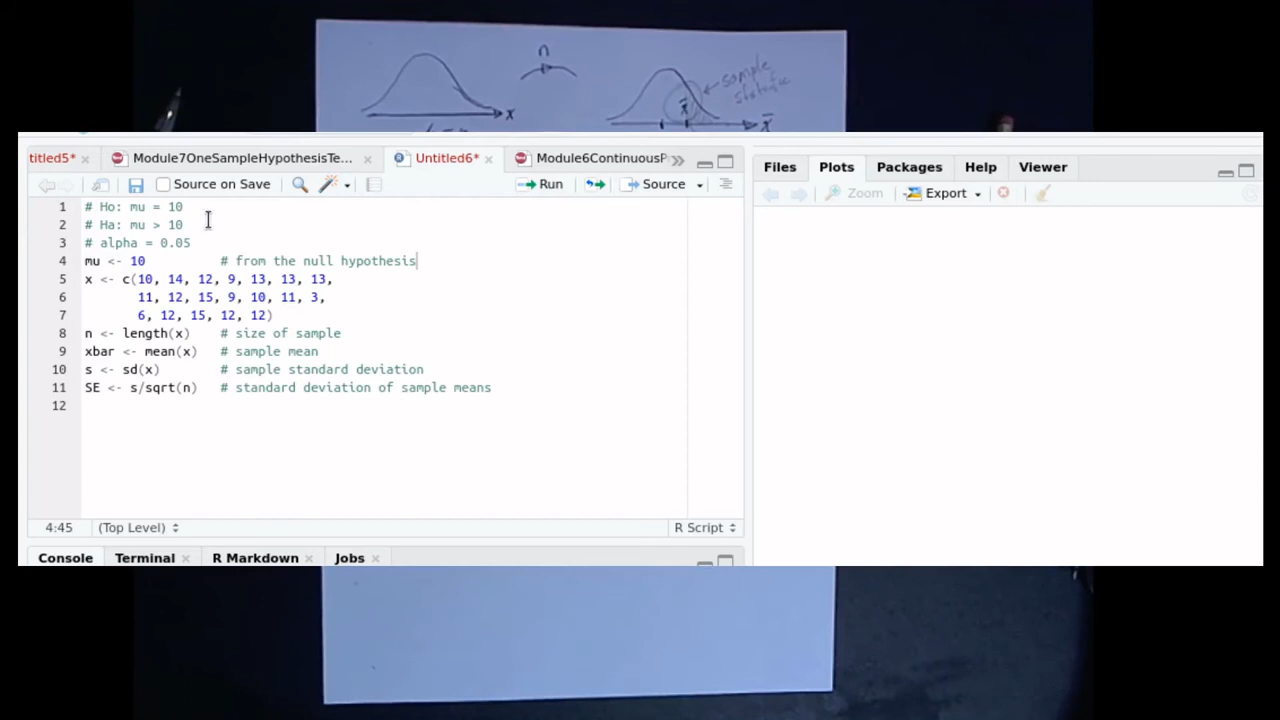 n
sample
statistic
x
x̄
x̄
titled5*
Module7OneSampleHypothesisTe...
Untitled6*
Module6ContinuousP
Files
Plots
Packages
Help
Viewer
Source on Save
Run
Source
Zoom
Export
1 # Ho: mu = 10
2 # Ha: mu > 10
3 # alpha = 0.05
4 mu <- 10 # from the null hypothesis
5 x <- c(10, 14, 12, 9, 13, 13, 13,
6 11, 12, 15, 9, 10, 11, 3,
7 6, 12, 15, 12, 12)
8 n <- length(x) # size of sample
9 xbar <- mean(x) # sample mean
10 s <- sd(x) # sample standard deviation
11 SE <- s/sqrt(n) # standard deviation of sample means
12
4:45 (Top Level) R Script
Console Terminal R Markdown Jobs